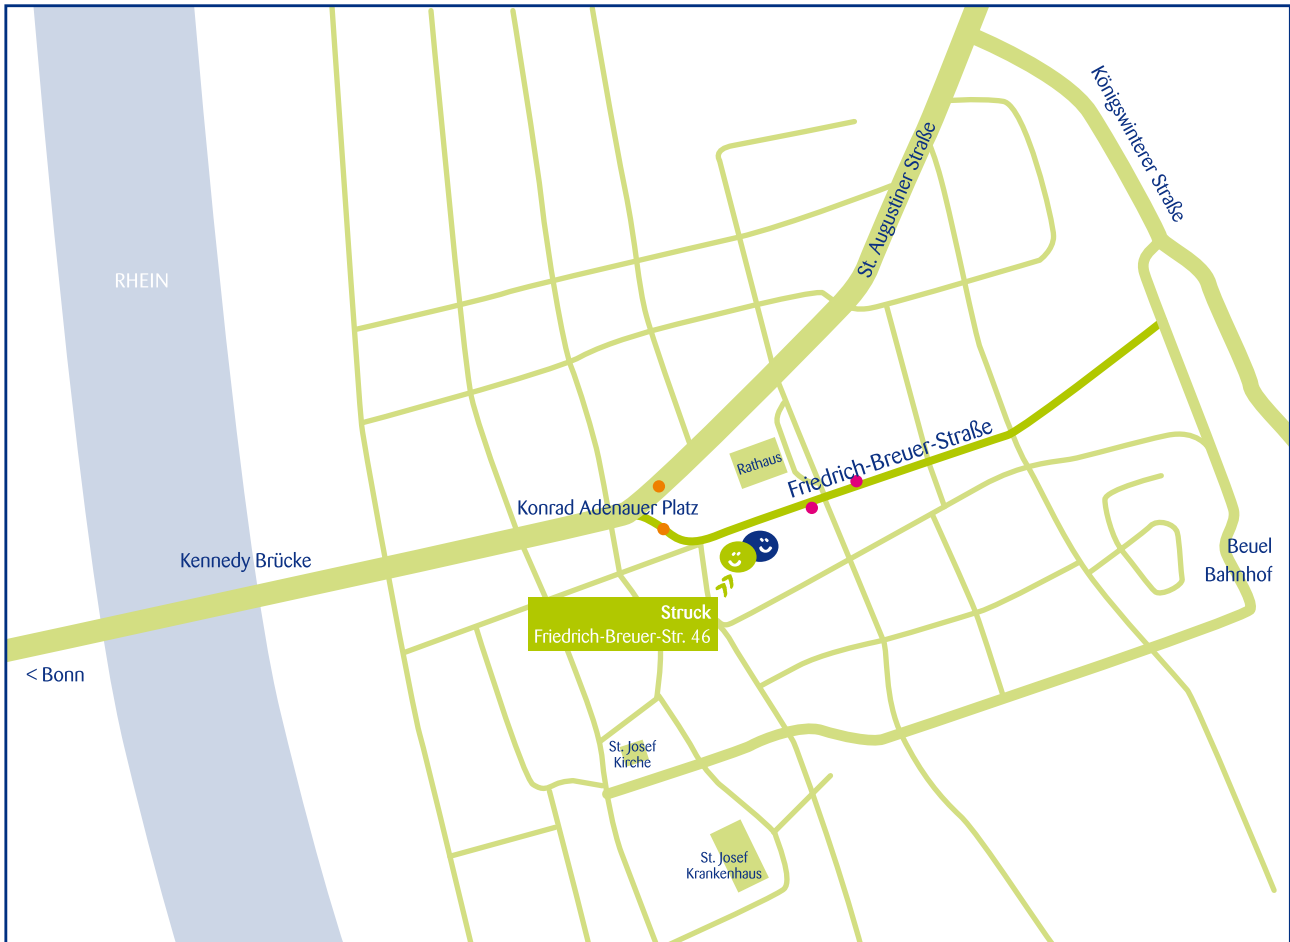 Königswinterer Straße
St. Augustiner Straße
RHEIN
Friedrich-Breuer-Straße
Rathaus
Konrad Adenauer Platz
Kennedy Brücke
Beuel
Bahnhof
Struck
Friedrich-Breuer-Str. 46
< Bonn
St. Josef
Kirche
St. Josef
Krankenhaus